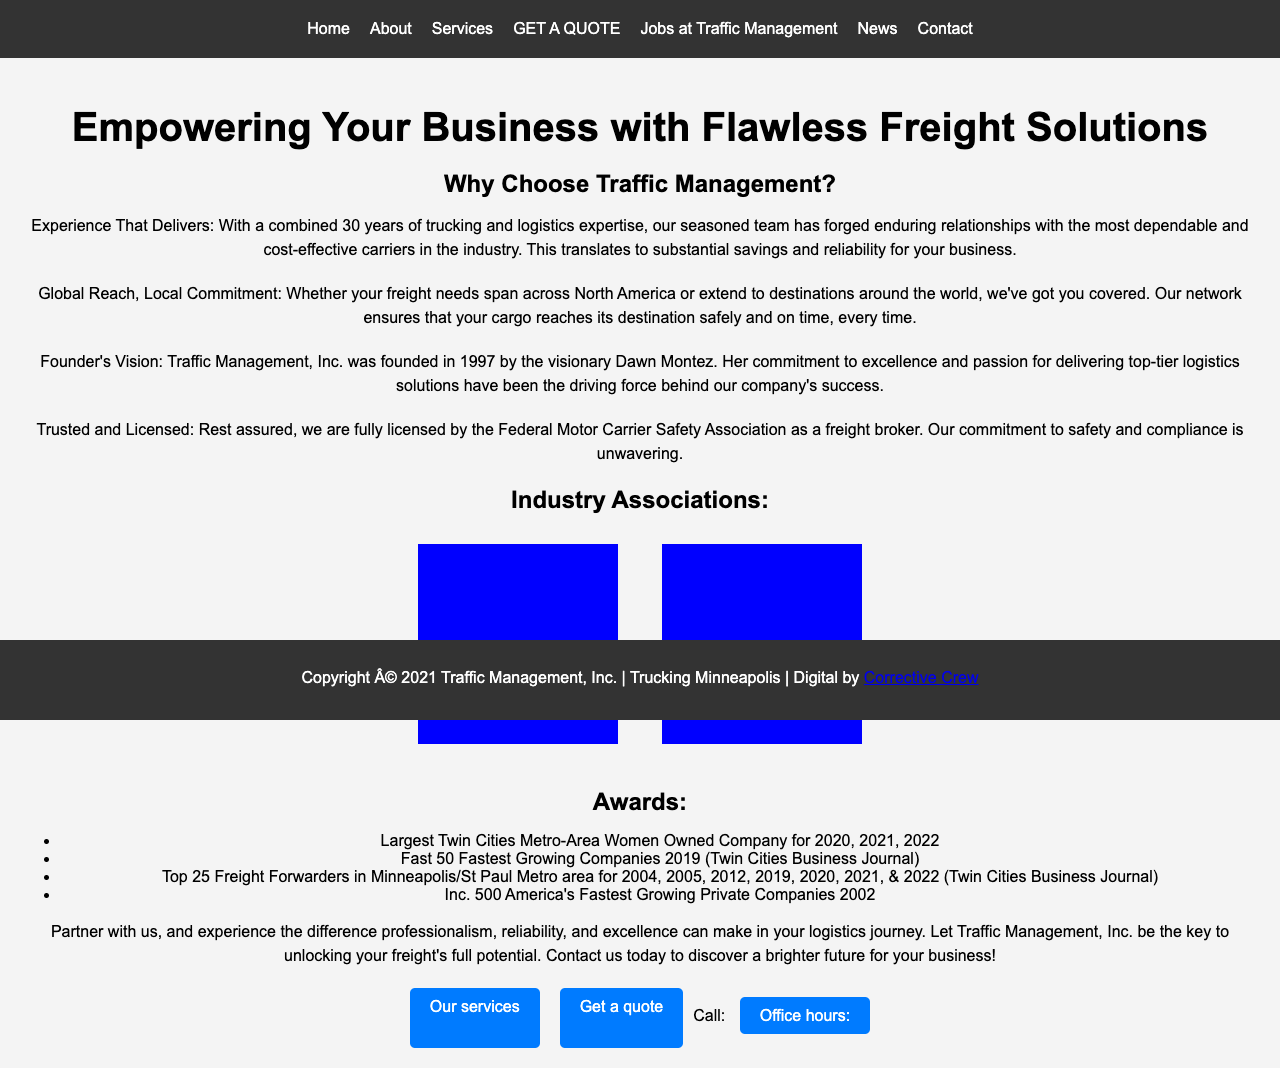 Home About Services GET A QUOTE Jobs at Traffic Management News Contact
Empowering Your Business with Flawless Freight Solutions
Why Choose Traffic Management?
Experience That Delivers: With a combined 30 years of trucking and logistics expertise, our seasoned team has forged enduring relationships with the most dependable and
cost-effective carriers in the industry. This translates to substantial savings and reliability for your business.
Global Reach, Local Commitment: Whether your freight needs span across North America or extend to destinations around the world, we've got you covered. Our network
ensures that your cargo reaches its destination safely and on time, every time.
Founder's Vision: Traffic Management, Inc. was founded in 1997 by the visionary Dawn Montez. Her commitment to excellence and passion for delivering top-tier logistics
solutions have been the driving force behind our company's success.
Trusted and Licensed: Rest assured, we are fully licensed by the Federal Motor Carrier Safety Association as a freight broker. Our commitment to safety and compliance is
unwavering.
Industry Associations:
Copyright Â© 2021 Traffic Management, Inc. | Trucking Minneapolis | Digital by Corrective Crew
Awards:
• Largest Twin Cities Metro-Area Women Owned Company for 2020, 2021, 2022
• Fast 50 Fastest Growing Companies 2019 (Twin Cities Business Journal)
• Top 25 Freight Forwarders in Minneapolis/St Paul Metro area for 2004, 2005, 2012, 2019, 2020, 2021, & 2022 (Twin Cities Business Journal)
• Inc. 500 America's Fastest Growing Private Companies 2002
Partner with us, and experience the difference professionalism, reliability, and excellence can make in your logistics journey. Let Traffic Management, Inc. be the key to
unlocking your freight's full potential. Contact us today to discover a brighter future for your business!
Our services Get a quote Call: Office hours: